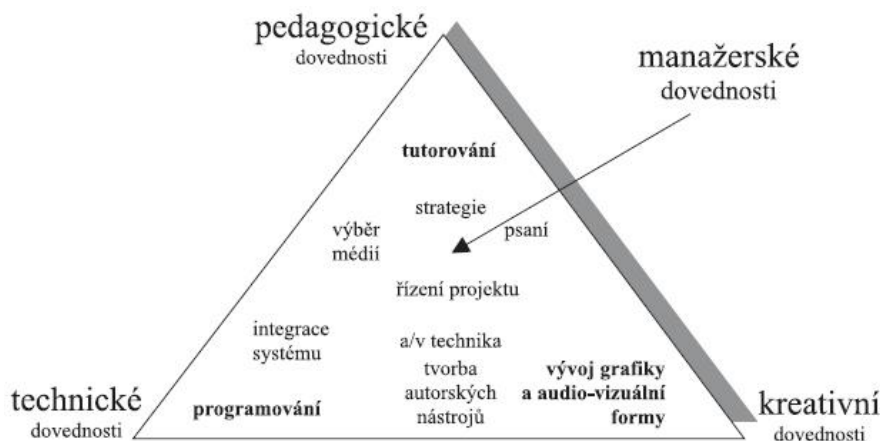 pedagogické
dovednosti
manažerské
dovednosti
tutorování
strategie
psaní
výběr
médií
řízení projektu
integrace
systému
a/v technika
tvorba
autorských
nástrojů
vývoj grafiky
a audio-vizuální
formy
technické
dovednosti
programování
kreativní
dovednosti